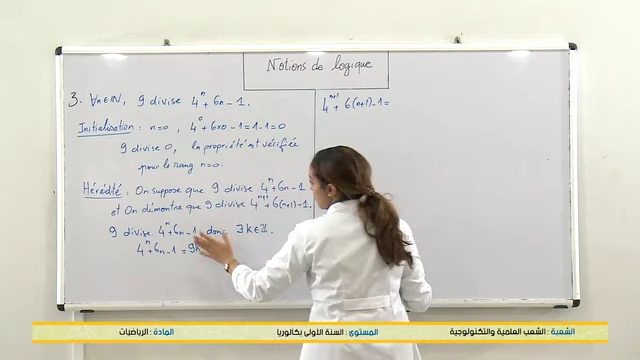 Notions de logique
3. ∀n∈ℕ, 9 divise 4ⁿ+6n-1.
Initialisation : n=0, 4⁰+6×0-1=1-1=0
9 divise 0, la propriété est vérifiée
pour le rang n=0.
Hérédité : On suppose que 9 divise 4ⁿ+6n-1
et On démontre que 9 divise 4ⁿ⁺¹+6(n+1)-1.
9 divise 4ⁿ+6n-1 donc ∃k∈ℤ.
4ⁿ+6n-1=9k
4ⁿ⁺¹+6(n+1)-1=
الشعبة : الشعب العلمية والتكنولوجية
المستوى : السنة الأولى بكالوريا
المادة : الرياضيات